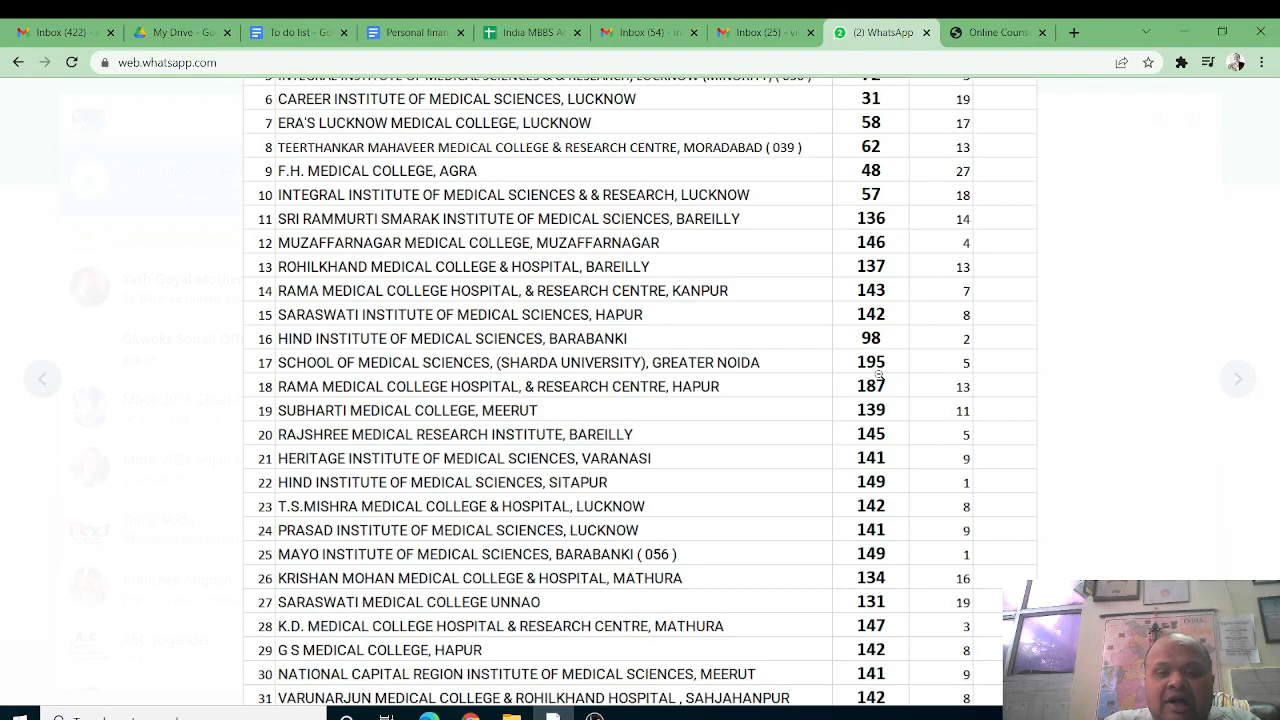 Inbox (422) -
My Drive - Go
To do list - G
Personal finan
India MBBS Ac
Inbox (54) - in
Inbox (25) - vi
2 (2) WhatsApp
Online Couns
web.whatsapp.com
6 CAREER INSTITUTE OF MEDICAL SCIENCES, LUCKNOW 31 19
7 ERA'S LUCKNOW MEDICAL COLLEGE, LUCKNOW 58 17
8 TEERTHANKAR MAHAVEER MEDICAL COLLEGE & RESEARCH CENTRE, MORADABAD ( 039 ) 62 13
9 F.H. MEDICAL COLLEGE, AGRA 48 27
10 INTEGRAL INSTITUTE OF MEDICAL SCIENCES & & RESEARCH, LUCKNOW 57 18
11 SRI RAMMURTI SMARAK INSTITUTE OF MEDICAL SCIENCES, BAREILLY 136 14
12 MUZAFFARNAGAR MEDICAL COLLEGE, MUZAFFARNAGAR 146 4
13 ROHILKHAND MEDICAL COLLEGE & HOSPITAL, BAREILLY 137 13
14 RAMA MEDICAL COLLEGE HOSPITAL, & RESEARCH CENTRE, KANPUR 143 7
15 SARASWATI INSTITUTE OF MEDICAL SCIENCES, HAPUR 142 8
16 HIND INSTITUTE OF MEDICAL SCIENCES, BARABANKI 98 2
17 SCHOOL OF MEDICAL SCIENCES, (SHARDA UNIVERSITY), GREATER NOIDA 195 5
18 RAMA MEDICAL COLLEGE HOSPITAL, & RESEARCH CENTRE, HAPUR 187 13
19 SUBHARTI MEDICAL COLLEGE, MEERUT 139 11
20 RAJSHREE MEDICAL RESEARCH INSTITUTE, BAREILLY 145 5
21 HERITAGE INSTITUTE OF MEDICAL SCIENCES, VARANASI 141 9
22 HIND INSTITUTE OF MEDICAL SCIENCES, SITAPUR 149 1
23 T.S.MISHRA MEDICAL COLLEGE & HOSPITAL, LUCKNOW 142 8
24 PRASAD INSTITUTE OF MEDICAL SCIENCES, LUCKNOW 141 9
25 MAYO INSTITUTE OF MEDICAL SCIENCES, BARABANKI ( 056 ) 149 1
26 KRISHAN MOHAN MEDICAL COLLEGE & HOSPITAL, MATHURA 134 16
27 SARASWATI MEDICAL COLLEGE UNNAO 131 19
28 K.D. MEDICAL COLLEGE HOSPITAL & RESEARCH CENTRE, MATHURA 147 3
29 G S MEDICAL COLLEGE, HAPUR 142 8
30 NATIONAL CAPITAL REGION INSTITUTE OF MEDICAL SCIENCES, MEERUT 141 9
31 VARUNARJUN MEDICAL COLLEGE & ROHILKHAND HOSPITAL , SAHJAHANPUR 142 8